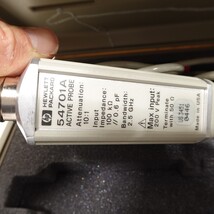 hp
HEWLETT
PACKARD
54701A
ACTIVE PROBE
Attenuation:
10:1
Input
Impedance:
100 kΩ
// 0.6 pF
Bandwidth:
2.5 GHz
Max input:
200 V Peak
Terminate
with 50 Ω
Made in USA